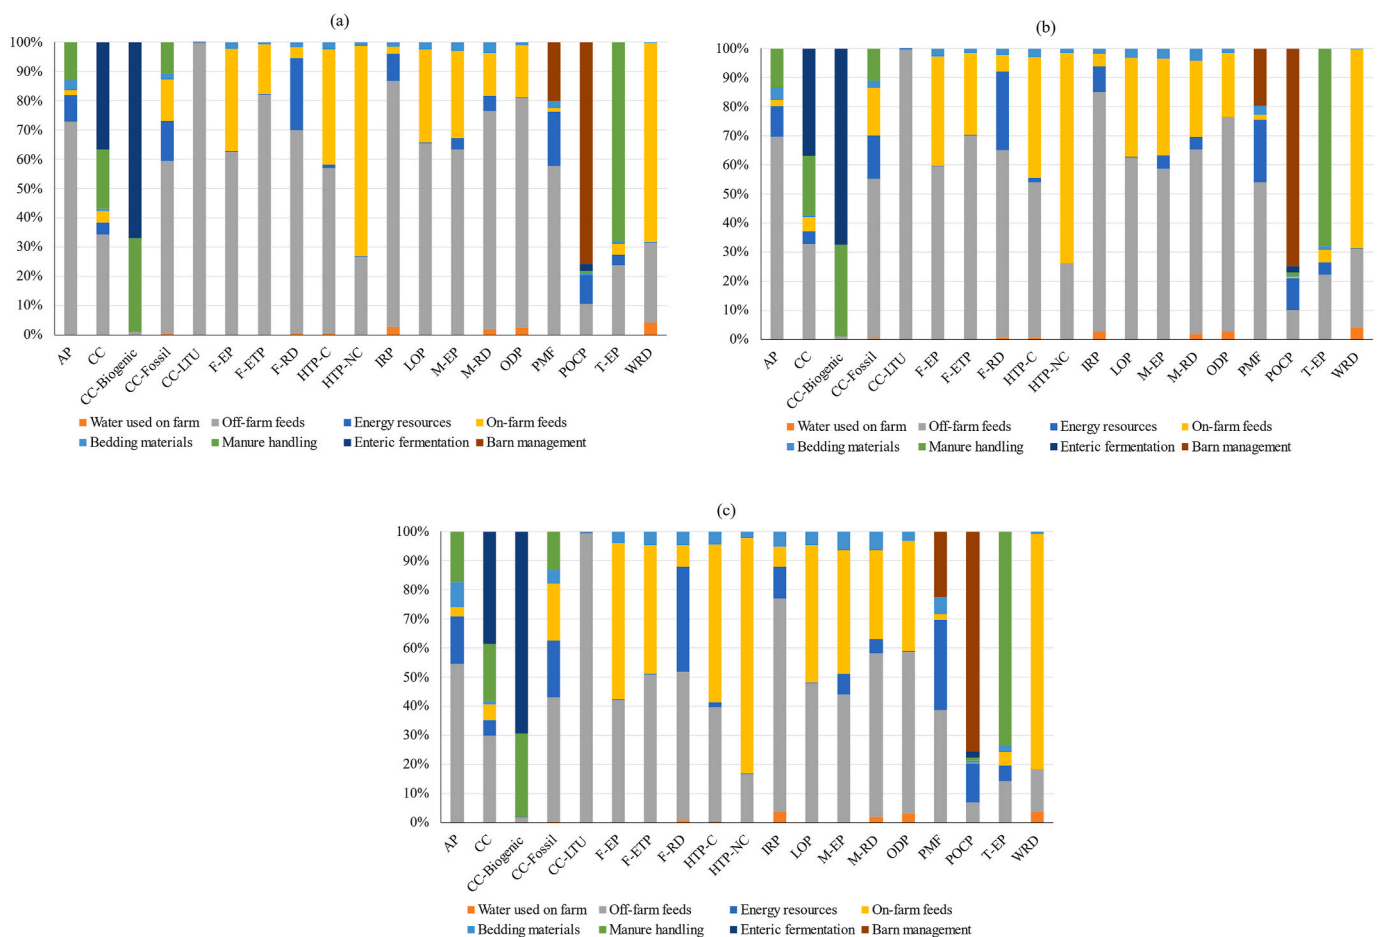 (a)
100%
90%
80%
70%
60%
50%
40%
30%
20%
10%
0%
AP
CC
CC-Biogenic
CC-Fossil
CC-LTU
F-EP
F-ETP
F-RD
HTP-C
HTP-NC
IRP
LOP
M-EP
M-RD
ODP
PMF
POCP
T-EP
WRD
Water used on farm Off-farm feeds Energy resources On-farm feeds
Bedding materials Manure handling Enteric fermentation Barn management
(b)
100%
90%
80%
70%
60%
50%
40%
30%
20%
10%
0%
AP
CC
CC-Biogenic
CC-Fossil
CC-LTU
F-EP
F-ETP
F-RD
HTP-C
HTP-NC
IRP
LOP
M-EP
M-RD
ODP
PMF
POCP
T-EP
WRD
Water used on farm Off-farm feeds Energy resources On-farm feeds
Bedding materials Manure handling Enteric fermentation Barn management
(c)
100%
90%
80%
70%
60%
50%
40%
30%
20%
10%
0%
AP
CC
CC-Biogenic
CC-Fossil
CC-LTU
F-EP
F-ETP
F-RD
HTP-C
HTP-NC
IRP
LOP
M-EP
M-RD
ODP
PMF
POCP
T-EP
WRD
Water used on farm Off-farm feeds Energy resources On-farm feeds
Bedding materials Manure handling Enteric fermentation Barn management